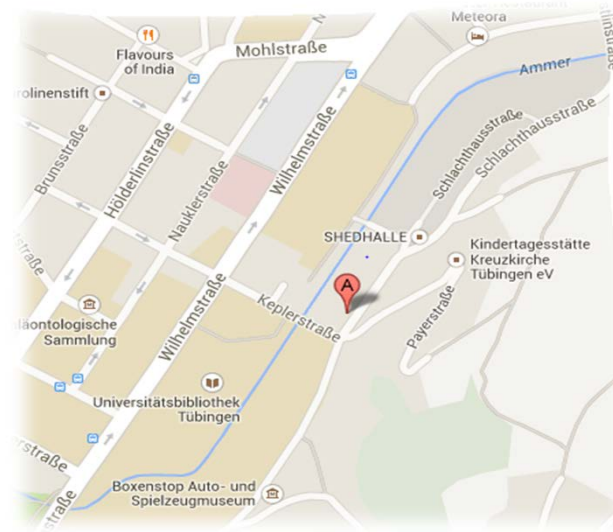 Meteora
Mohlstraße
Flavours
of India
Ammer
rolinenstift
Brunsstraße
Hölderlinstraße
Nauklerstraße
Wilhelmstraße
Schlachthausstraße
Schlachthausstraße
SHEDHALLE
Kindertagesstätte
Kreuzkirche
Tübingen eV
A
Keplerstraße
Payerstraße
läontologische
Sammlung
Wilhelmstraße
Universitätsbibliothek
Tübingen
Boxenstop Auto- und
Spielzeugmuseum